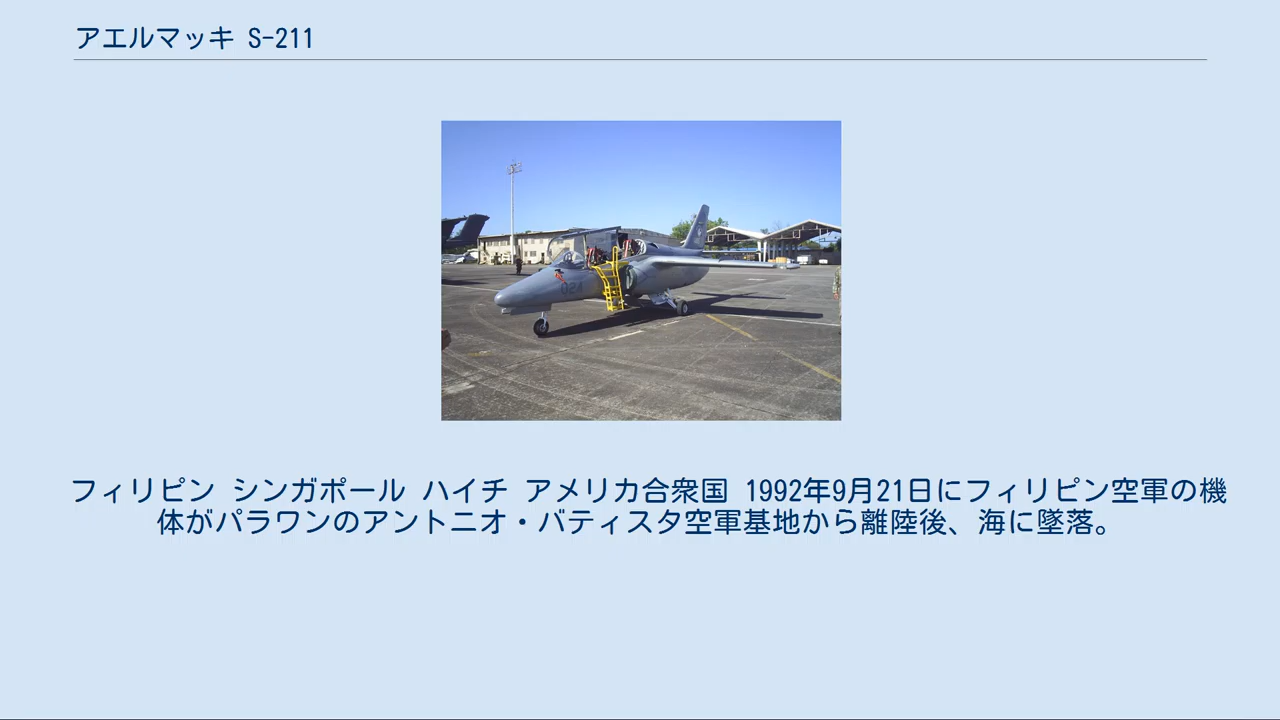 アエルマッキ S-211
024
フィリピン シンガポール ハイチ アメリカ合衆国 1992年9月21日にフィリピン空軍の機
体がパラワンのアントニオ・バティスタ空軍基地から離陸後、海に墜落。